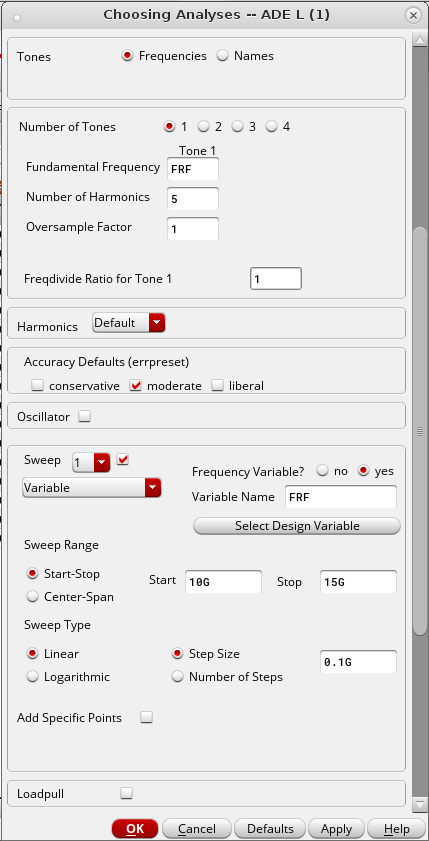 Choosing Analyses -- ADE L (1)
Tones Frequencies Names
Number of Tones 1 2 3 4
Tone 1
Fundamental Frequency FRF
Number of Harmonics 5
Oversample Factor 1
Freqdivide Ratio for Tone 1 1
Harmonics Default
Accuracy Defaults (errpreset)
conservative moderate liberal
Oscillator
Sweep 1
Variable
Frequency Variable? no yes
Variable Name FRF
Select Design Variable
Sweep Range
Start-Stop
Center-Span
Start 10G Stop 15G
Sweep Type
Linear
Logarithmic
Step Size
Number of Steps
0.1G
Add Specific Points
Loadpull
OK Cancel Defaults Apply Help